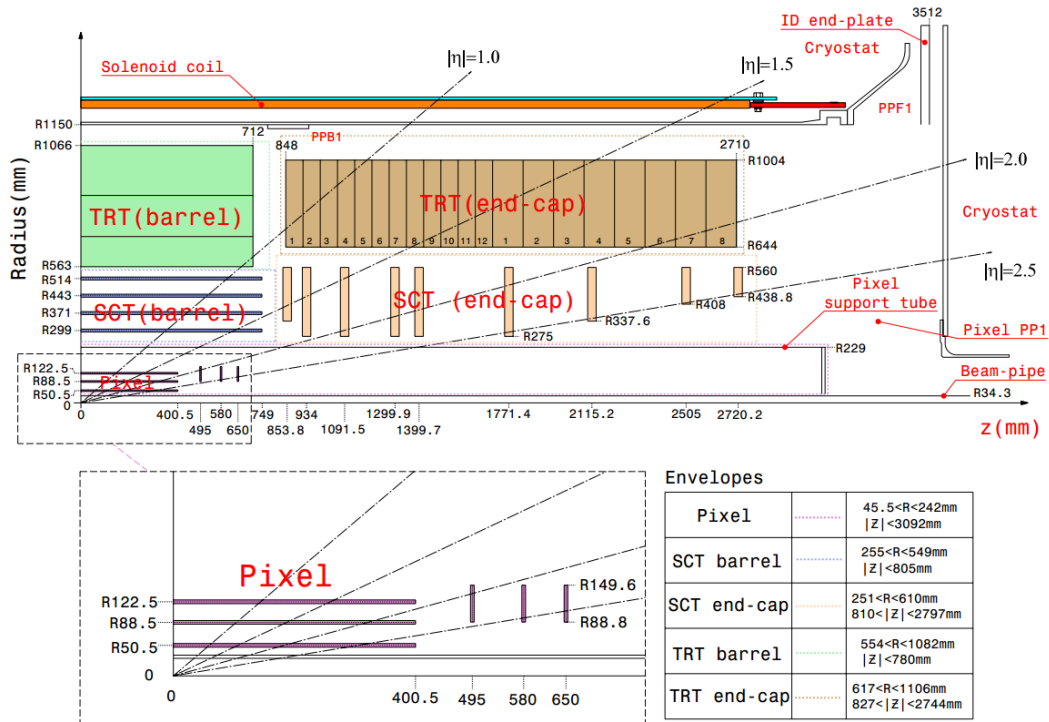 3512
ID end-plate
Cryostat
|η|=1.0
Solenoid coil
|η|=1.5
PPF1
R1150
PPB1
712
R1066
848
2710
R1004
|η|=2.0
Radius(mm)
TRT(barrel)
TRT(end-cap)
Cryostat
1 2 3 4 5 6 7 8 9 10 11 12 1 2 3 4 5 6 7 8
R644
R563
R560
R514
|η|=2.5
R443
SCT(barrel)
SCT (end-cap)
R438.8
R408
Pixel
support tube
R371
R337.6
R299
R275
Pixel PP1
R229
R122.5
Pixel
R88.5
Beam-pipe
R50.5
R34.3
0
0
400.5
580
749
934
1299.9
1771.4
2115.2
2505
2720.2
z(mm)
495
650
853.8
1091.5
1399.7
Envelopes
Pixel
45.5<R<242mm
|Z|<3092mm
SCT barrel
255<R<549mm
|Z|<805mm
SCT end-cap
251<R<610mm
810<|Z|<2797mm
TRT barrel
554<R<1082mm
|Z|<780mm
TRT end-cap
617<R<1106mm
827<|Z|<2744mm
Pixel
R149.6
R122.5
R88.5
R88.8
R50.5
0
0
400.5
495
580
650